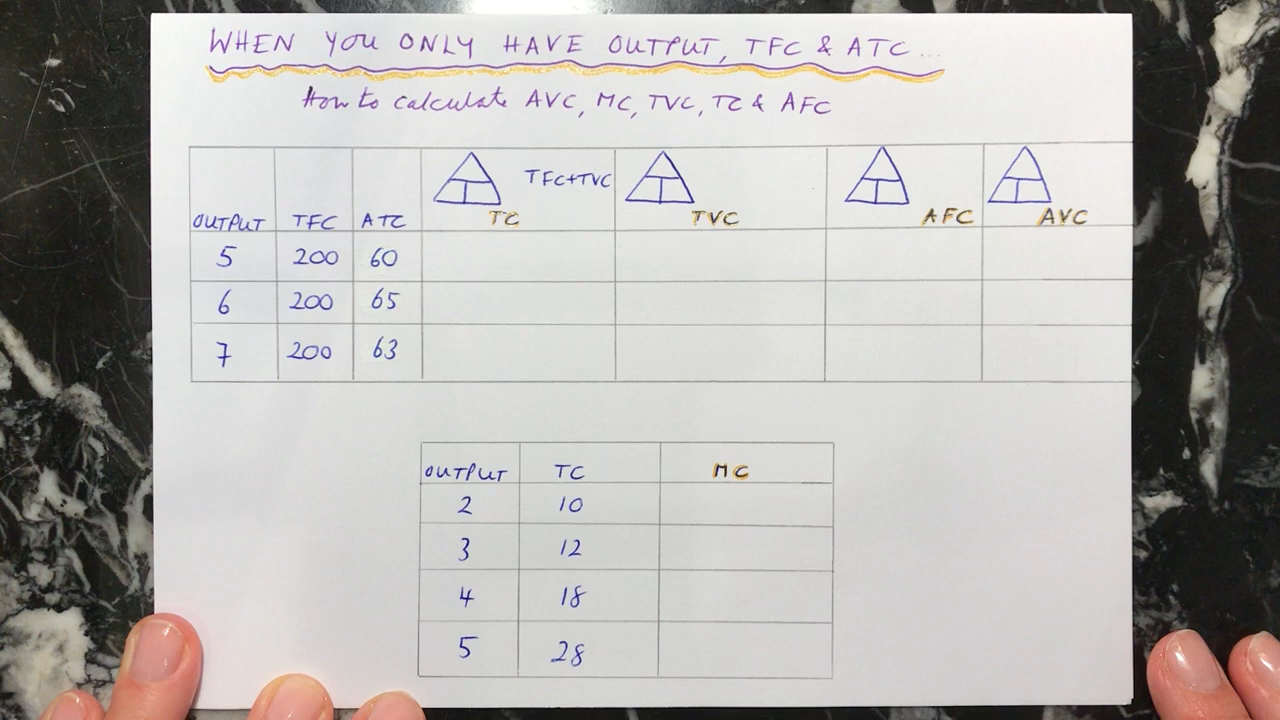 WHEN YOU ONLY HAVE OUTPUT, TFC & ATC...
How to calculate AVC, MC, TVC, TC & AFC
TFC+TVC
OUTPUT TFC ATC TC TVC AFC AVC
5 200 60
6 200 65
7 200 63
OUTPUT TC MC
2 10
3 12
4 18
5 28